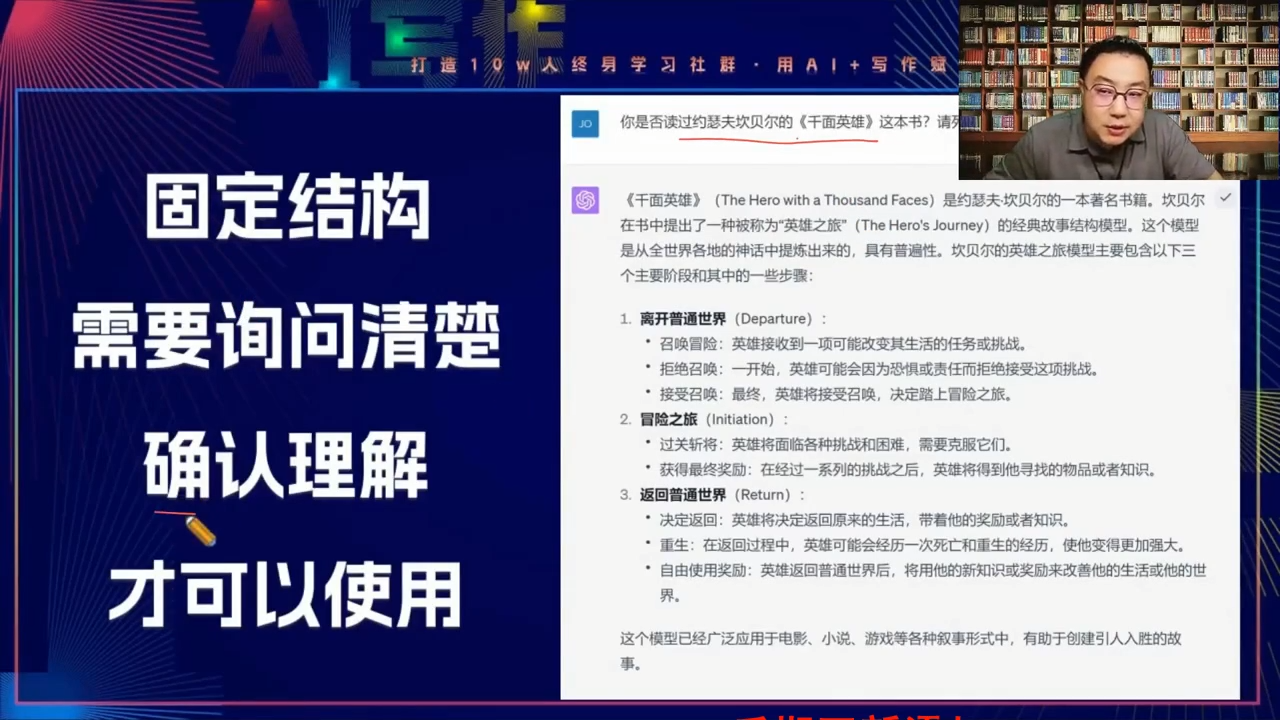 AI写作
打造10w人终身学习社群·用AI+写作赋
固定结构
需要询问清楚
确认理解
才可以使用
JO
你是否读过约瑟夫坎贝尔的《千面英雄》这本书？请列
《千面英雄》（The Hero with a Thousand Faces）是约瑟夫·坎贝尔的一本著名书籍。坎贝尔
在书中提出了一种被称为“英雄之旅”（The Hero's Journey）的经典故事结构模型。这个模型
是从全世界各地的神话中提炼出来的，具有普遍性。坎贝尔的英雄之旅模型主要包含以下三
个主要阶段和其中的一些步骤：
1. 离开普通世界（Departure）：
• 召唤冒险：英雄接收到一项可能改变其生活的任务或挑战。
• 拒绝召唤：一开始，英雄可能会因为恐惧或责任而拒绝接受这项挑战。
• 接受召唤：最终，英雄将接受召唤，决定踏上冒险之旅。
2. 冒险之旅（Initiation）：
• 过关斩将：英雄将面临各种挑战和困难，需要克服它们。
• 获得最终奖励：在经过一系列的挑战之后，英雄将得到他寻找的物品或者知识。
3. 返回普通世界（Return）：
• 决定返回：英雄将决定返回原来的生活，带着他的奖励或者知识。
• 重生：在返回过程中，英雄可能会经历一次死亡和重生的经历，使他变得更加强大。
• 自由使用奖励：英雄返回普通世界后，将用他的新知识或奖励来改善他的生活或他的世
界。
这个模型已经广泛应用于电影、小说、游戏等各种叙事形式中，有助于创建引人入胜的故
事。